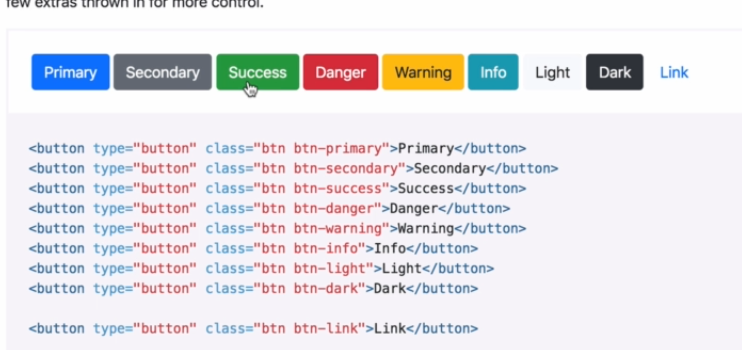 few extras thrown in for more control.
Primary Secondary Success Danger Warning Info Light Dark Link
<button type="button" class="btn btn-primary">Primary</button>
<button type="button" class="btn btn-secondary">Secondary</button>
<button type="button" class="btn btn-success">Success</button>
<button type="button" class="btn btn-danger">Danger</button>
<button type="button" class="btn btn-warning">Warning</button>
<button type="button" class="btn btn-info">Info</button>
<button type="button" class="btn btn-light">Light</button>
<button type="button" class="btn btn-dark">Dark</button>
<button type="button" class="btn btn-link">Link</button>